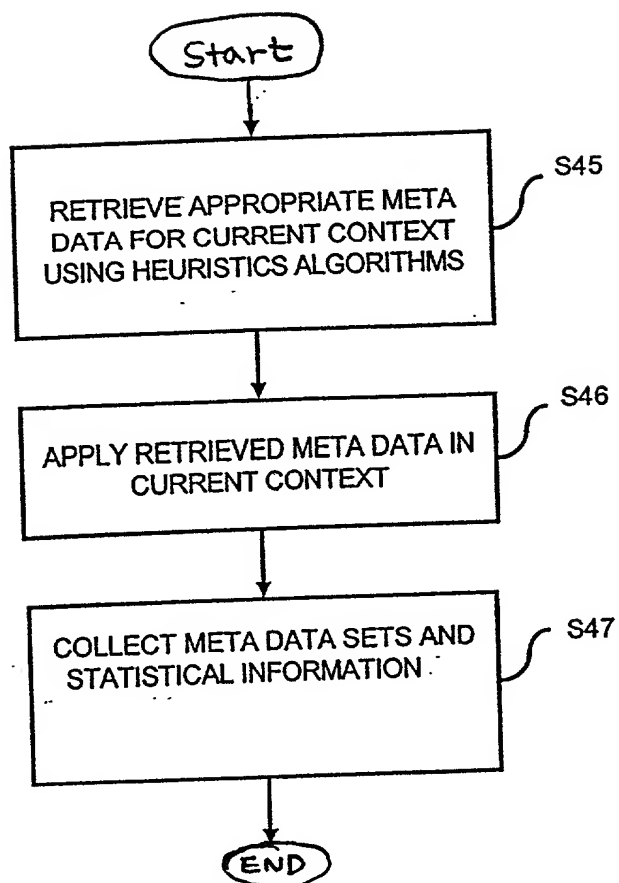 Start
RETRIEVE APPROPRIATE META
DATA FOR CURRENT CONTEXT
USING HEURISTICS ALGORITHMS
S45
APPLY RETRIEVED META DATA IN
CURRENT CONTEXT
S46
COLLECT META DATA SETS AND
STATISTICAL INFORMATION
S47
END